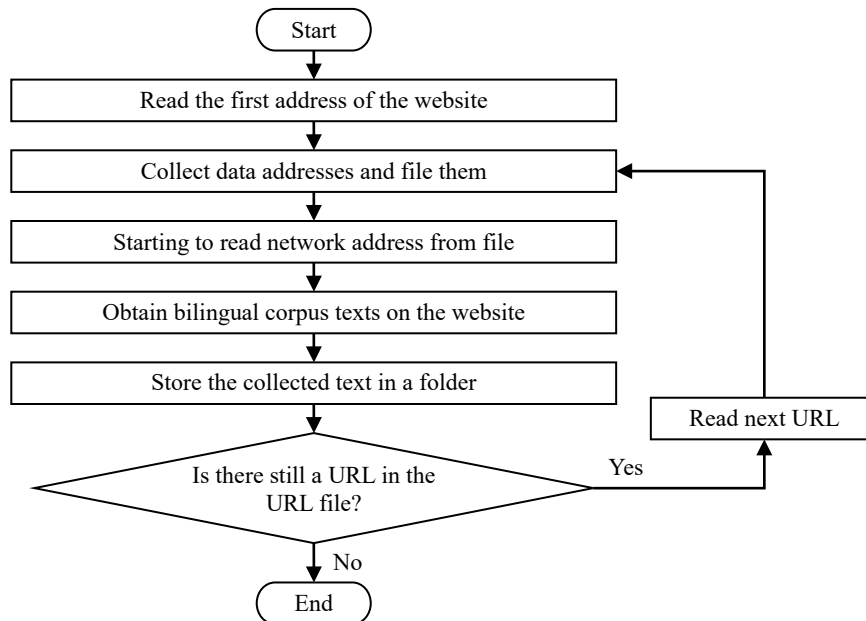 Start
Read the first address of the website
Collect data addresses and file them
Starting to read network address from file
Obtain bilingual corpus texts on the website
Store the collected text in a folder
Read next URL
Is there still a URL in the
URL file?
Yes
No
End